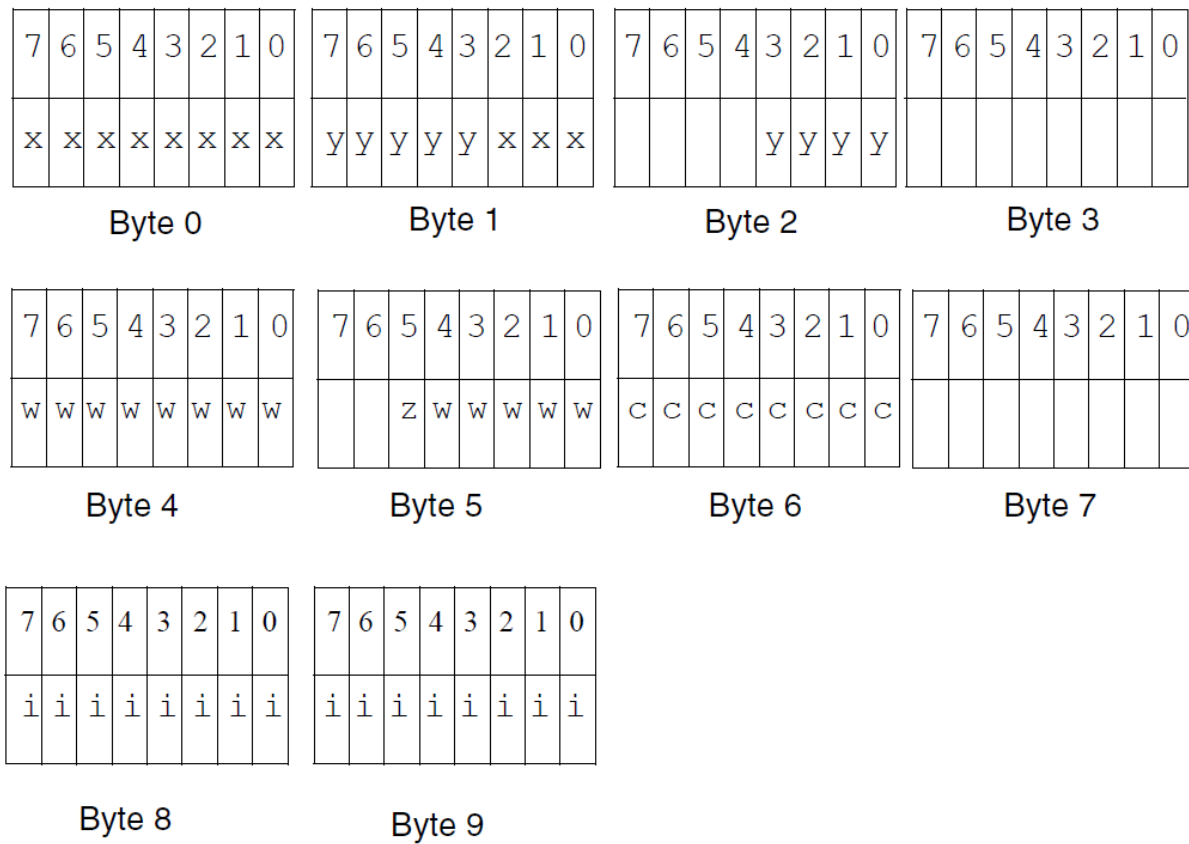 7 6 5 4 3 2 1 0 7 6 5 4 3 2 1 0 7 6 5 4 3 2 1 0 7 6 5 4 3 2 1 0
x x x x x x x x y y y y y x x x y y y y
Byte 0 Byte 1 Byte 2 Byte 3
7 6 5 4 3 2 1 0 7 6 5 4 3 2 1 0 7 6 5 4 3 2 1 0 7 6 5 4 3 2 1 0
w w w w w w w w z w w w w w c c c c c c c c
Byte 4 Byte 5 Byte 6 Byte 7
7 6 5 4 3 2 1 0 7 6 5 4 3 2 1 0
i i i i i i i i i i i i i i i i
Byte 8 Byte 9